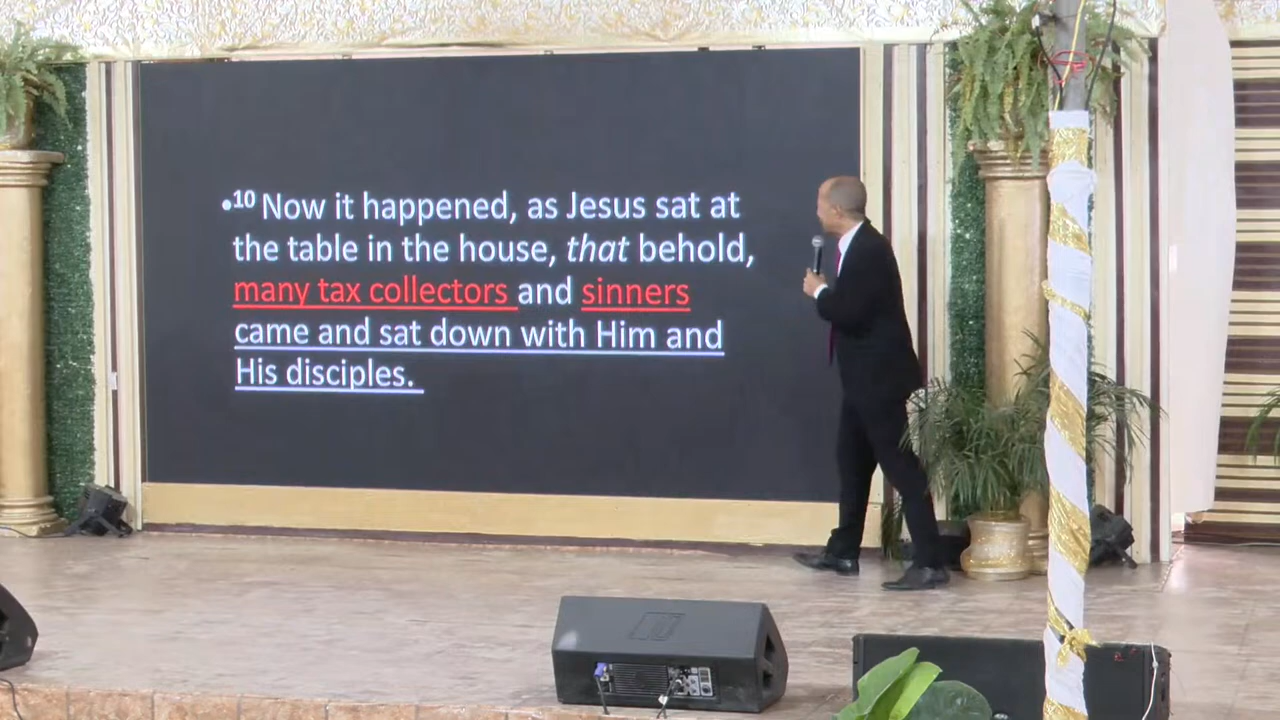 •10 Now it happened, as Jesus sat at
the table in the house, that behold,
many tax collectors and sinners
came and sat down with Him and
His disciples.